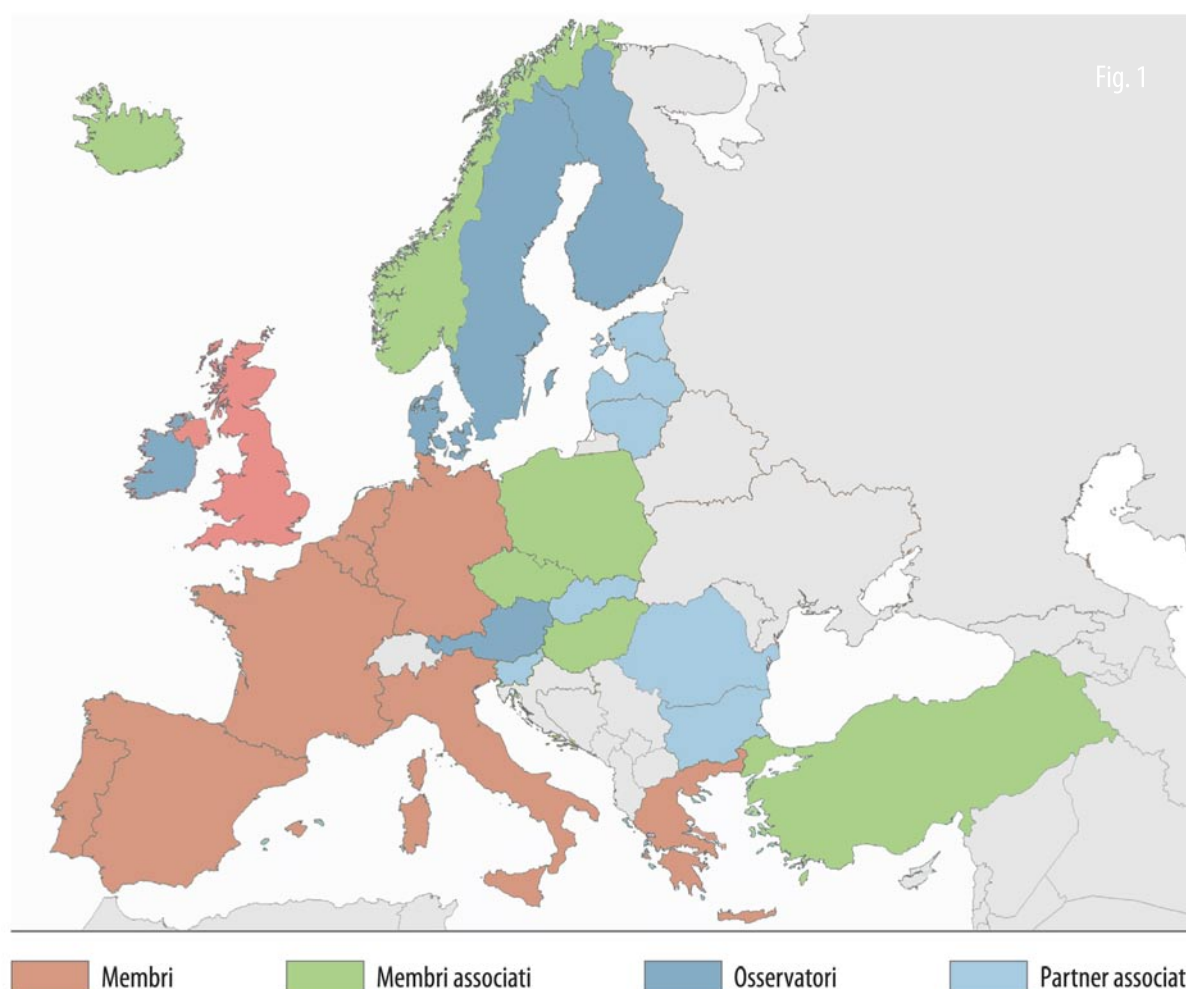 Fig. 1
Membri
Membri associati
Osservatori
Partner associat